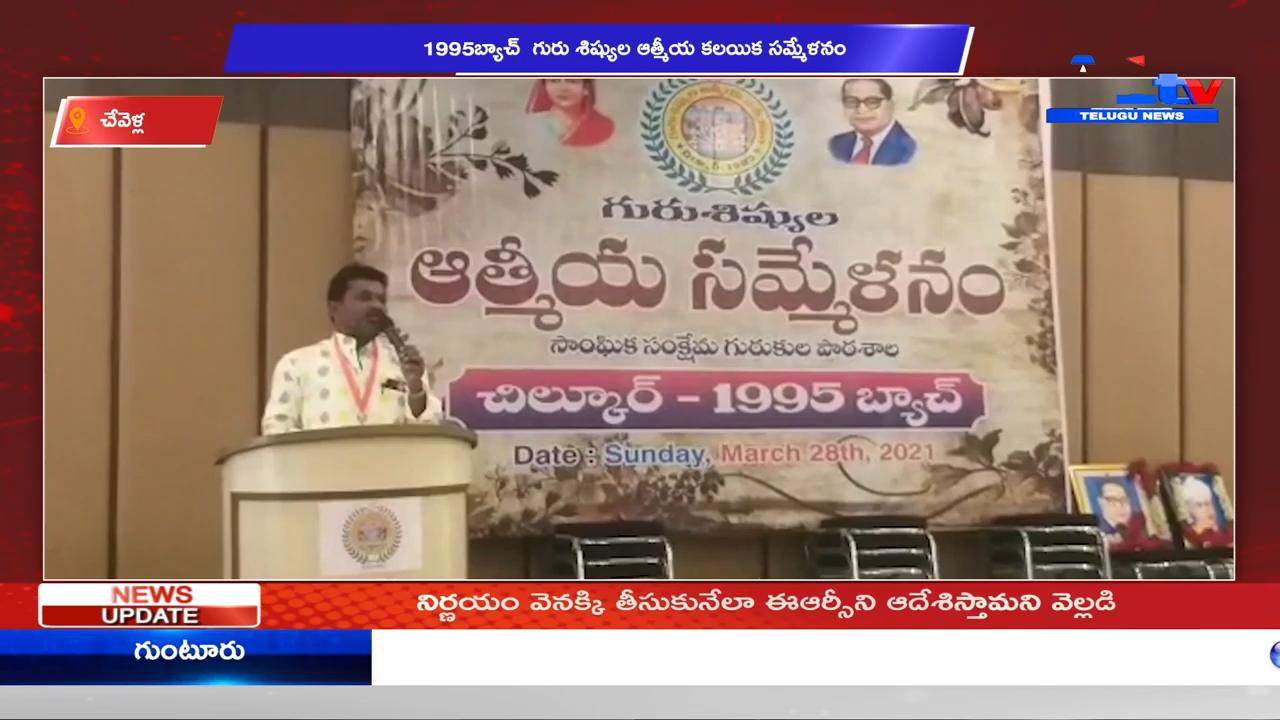 1995బ్యాచ్ గురు శిష్యుల ఆత్మీయ కలయిక సమ్మేళనం
చేవెళ్ల
tv
TELUGU NEWS
గురుశిష్యుల
ఆత్మీయ సమ్మేళనం
సాంఘిక సంక్షేమ గురుకుల పాఠశాల
చిల్కూర్ - 1995 బ్యాచ్
Date : Sunday, March 28th, 2021
NEWS
UPDATE
నిర్ణయం వెనక్కి తీసుకునేలా ఈఆర్సీని ఆదేశిస్తామని వెల్లడి
గుంటూరు